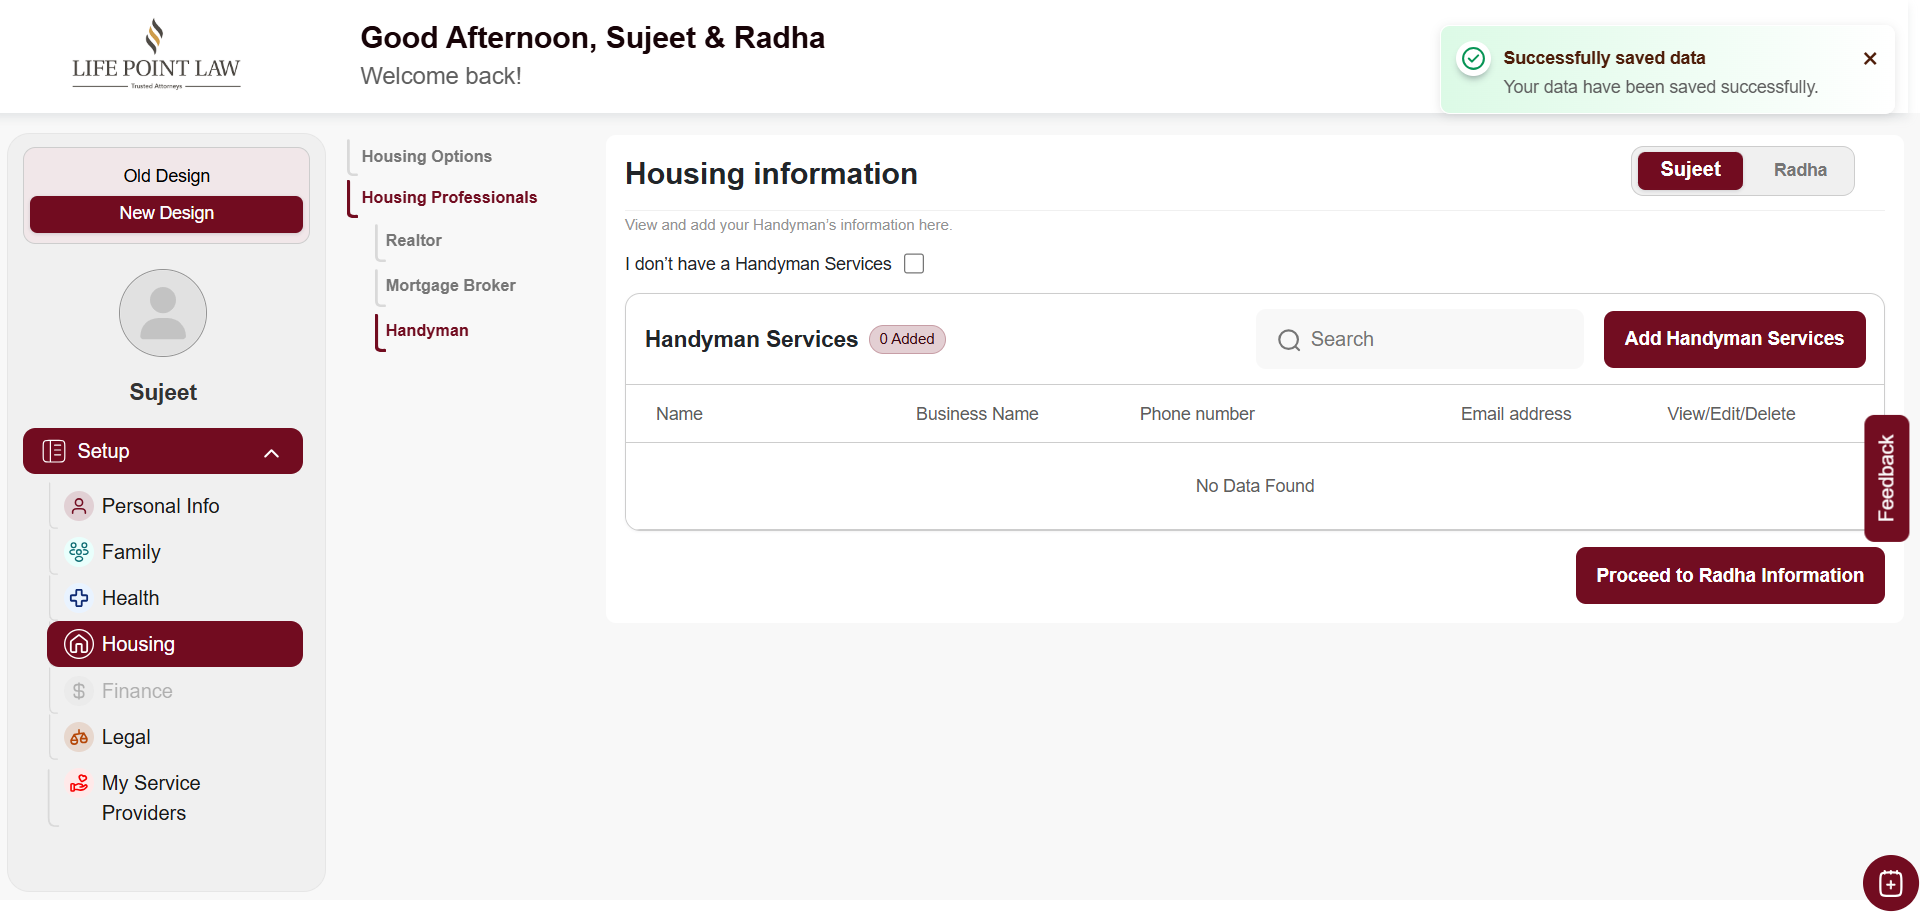 LIFE POINT LAW
Trusted Attorneys
Good Afternoon, Sujeet & Radha
Welcome back!
Successfully saved data
Your data have been saved successfully.
Old Design
New Design
Sujeet
Setup
Personal Info
Family
Health
Housing
Finance
Legal
My Service
Providers
Housing Options
Housing Professionals
Realtor
Mortgage Broker
Handyman
Housing information
Sujeet
Radha
View and add your Handyman's information here.
I don't have a Handyman Services
Handyman Services
0 Added
Search
Add Handyman Services
Name
Business Name
Phone number
Email address
View/Edit/Delete
No Data Found
Proceed to Radha Information
Feedback